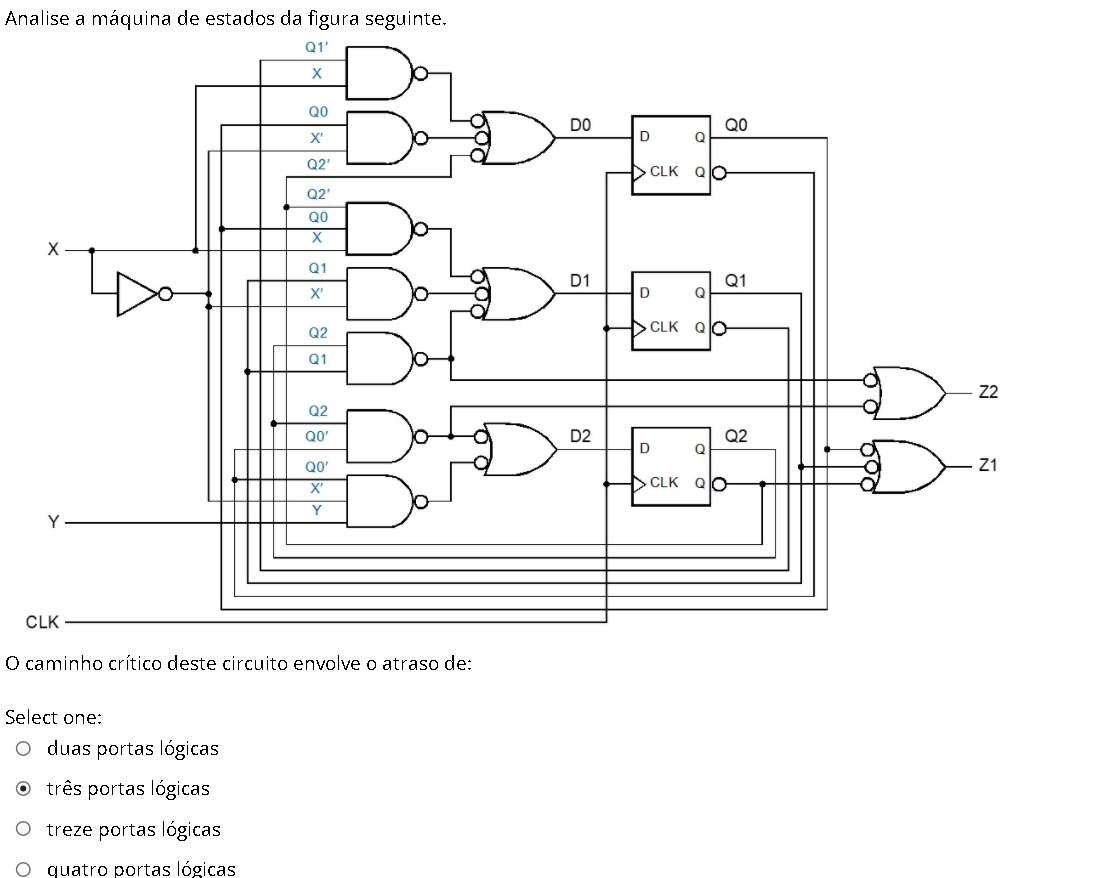 Analise a máquina de estados da figura seguinte.
Q1'
X
Q0
X'
Q2'
D0
D
Q
CLK
Q
Q0
Q2'
Q0
X
X
Q1
X'
D1
D
Q
CLK
Q
Q1
Q2
Q1
Z2
Q2
Q0'
D2
D
Q
CLK
Q
Q2
Z1
Q0'
X'
Y
Y
CLK
O caminho crítico deste circuito envolve o atraso de:
Select one:
duas portas lógicas
três portas lógicas
treze portas lógicas
quatro portas lógicas